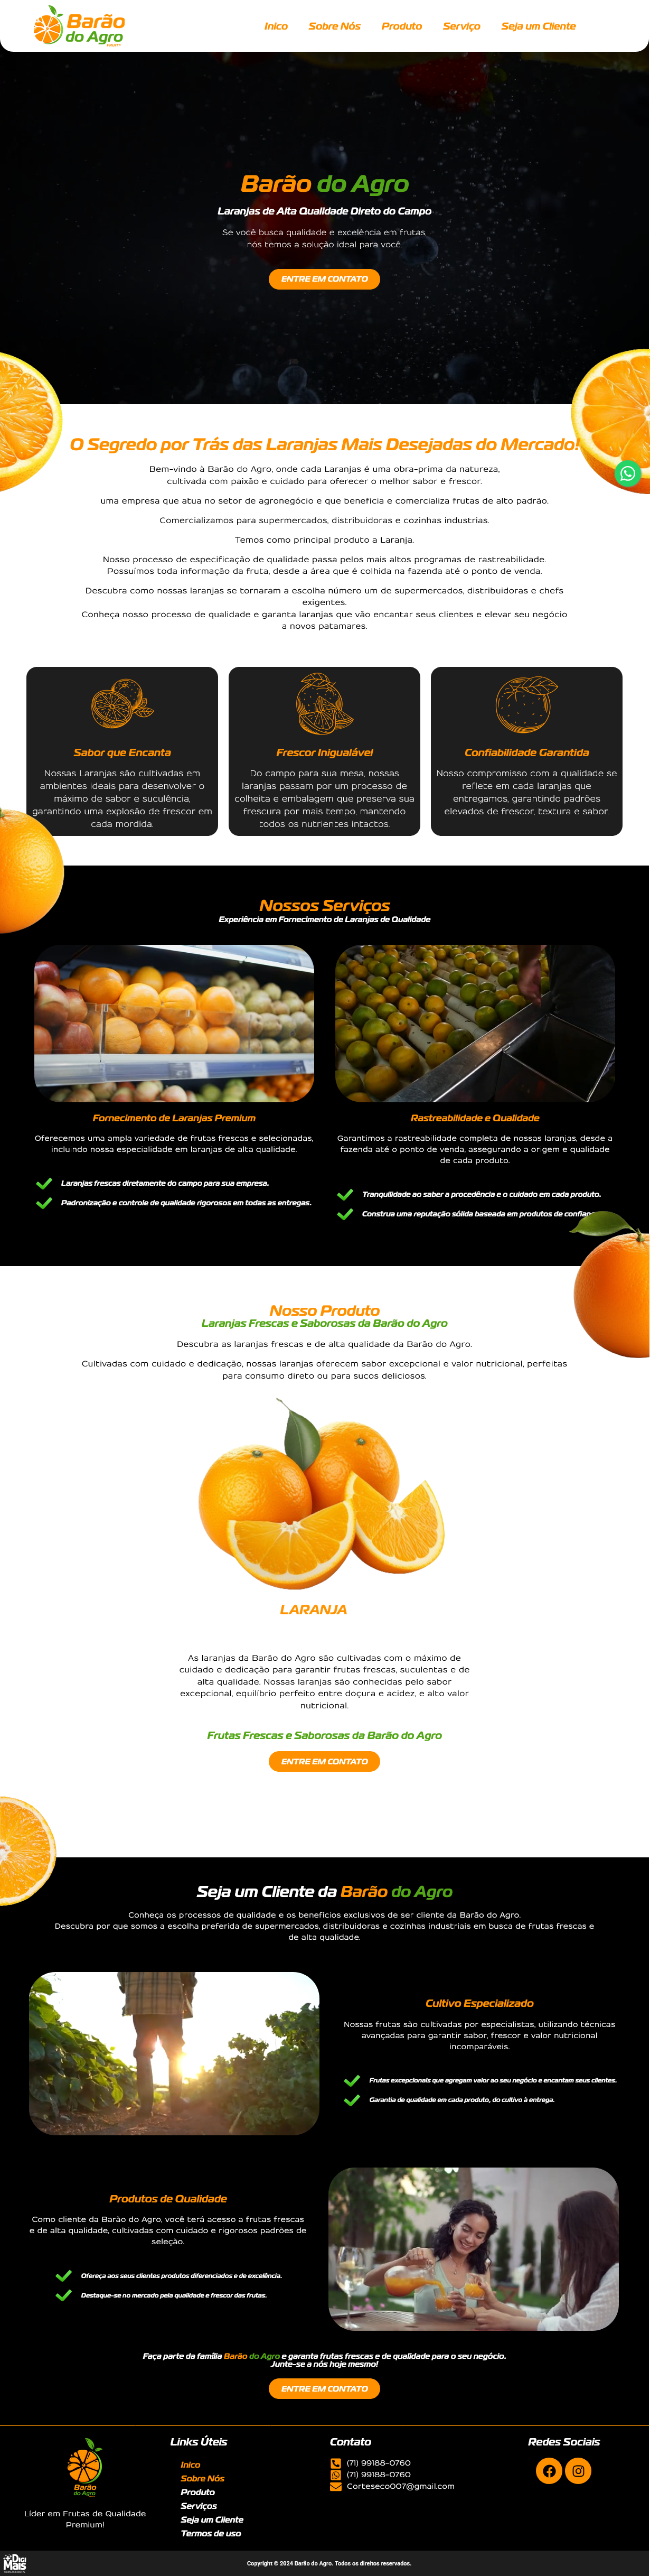 Barão
do Agro
FRUTY
Inico
Sobre Nós
Produto
Serviço
Seja um Cliente
Barão do Agro
Laranjas de Alta Qualidade Direto do Campo
Se você busca qualidade e excelência em frutas,
nós temos a solução ideal para você.
ENTRE EM CONTATO
O Segredo por Trás das Laranjas Mais Desejadas do Mercado!
Bem-vindo à Barão do Agro, onde cada Laranjas é uma obra-prima da natureza,
cultivada com paixão e cuidado para oferecer o melhor sabor e frescor.
uma empresa que atua no setor de agronegócio e que beneficia e comercializa frutas de alto padrão.
Comercializamos para supermercados, distribuidoras e cozinhas industrias.
Temos como principal produto a Laranja.
Nosso processo de especificação de qualidade passa pelos mais altos programas de rastreabilidade.
Possuímos toda informação da fruta, desde a área que é colhida na fazenda até o ponto de venda.
Descubra como nossas laranjas se tornaram a escolha número um de supermercados, distribuidoras e chefs
exigentes.
Conheça nosso processo de qualidade e garanta laranjas que vão encantar seus clientes e elevar seu negócio
a novos patamares.
Sabor que Encanta
Nossas Laranjas são cultivadas em
ambientes ideais para desenvolver o
máximo de sabor e suculência,
garantindo uma explosão de frescor em
cada mordida.
Frescor Inigualável
Do campo para sua mesa, nossas
laranjas passam por um processo de
colheita e embalagem que preserva sua
frescura por mais tempo, mantendo
todos os nutrientes intactos.
Confiabilidade Garantida
Nosso compromisso com a qualidade se
reflete em cada laranjas que
entregamos, garantindo padrões
elevados de frescor, textura e sabor.
Nossos Serviços
Experiência em Fornecimento de Laranjas de Qualidade
Fornecimento de Laranjas Premium
Oferecemos uma ampla variedade de frutas frescas e selecionadas,
incluindo nossa especialidade em laranjas de alta qualidade.
Laranjas frescas diretamente do campo para sua empresa.
Padronização e controle de qualidade rigorosos em todas as entregas.
Rastreabilidade e Qualidade
Garantimos a rastreabilidade completa de nossas laranjas, desde a
fazenda até o ponto de venda, assegurando a origem e qualidade
de cada produto.
Tranquilidade ao saber a procedência e o cuidado em cada produto.
Construa uma reputação sólida baseada em produtos de
Nosso Produto
Laranjas Frescas e Saborosas da Barão do Agro
Descubra as laranjas frescas e de alta qualidade da Barão do Agro.
Cultivadas com cuidado e dedicação, nossas laranjas oferecem sabor excepcional e valor nutricional, perfeitas
para consumo direto ou para sucos deliciosos.
LARANJA
As laranjas da Barão do Agro são cultivadas com o máximo de
cuidado e dedicação para garantir frutas frescas, suculentas e de
alta qualidade. Nossas laranjas são conhecidas pelo sabor
excepcional, equilíbrio perfeito entre doçura e acidez, e alto valor
nutricional.
Frutas Frescas e Saborosas da Barão do Agro
ENTRE EM CONTATO
Seja um Cliente da Barão do Agro
Conheça os processos de qualidade e os benefícios exclusivos de ser cliente da Barão do Agro.
Descubra por que somos a escolha preferida de supermercados, distribuidoras e cozinhas industriais em busca de frutas frescas e
de alta qualidade.
Cultivo Especializado
Nossas frutas são cultivadas por especialistas, utilizando técnicas
avançadas para garantir sabor, frescor e valor nutricional
incomparáveis.
Frutas excepcionais que agregam valor ao seu negócio e encantam seus clientes.
Garantia de qualidade em cada produto, do cultivo à entrega.
Produtos de Qualidade
Como cliente da Barão do Agro, você terá acesso a frutas frescas
e de alta qualidade, cultivadas com cuidado e rigorosos padrões de
seleção.
Ofereça aos seus clientes produtos diferenciados e de excelência.
Destaque-se no mercado pela qualidade e frescor das frutas.
Faça parte da família Barão do Agro e garanta frutas frescas e de qualidade para o seu negócio.
Junte-se a nós hoje mesmo!
ENTRE EM CONTATO
Barão
do Agro
Líder em Frutas de Qualidade
Premium!
Links Úteis
Inico
Sobre Nós
Produto
Serviços
Seja um Cliente
Termos de uso
Contato
(71) 99188-0760
(71) 99188-0760
Corteseco007@gmail.com
Redes Sociais
DIGI
Mais
Copyright © 2024 Barão do Agro. Todos os direitos reservados.